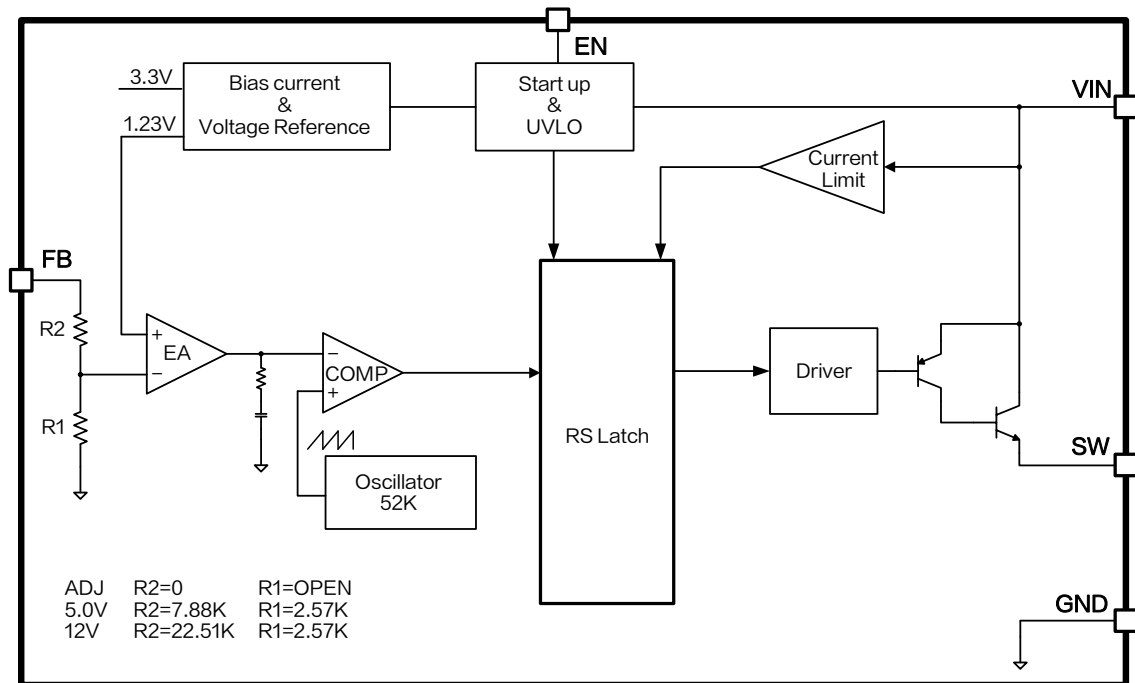 EN
VIN
3.3V
1.23V
Bias current
&
Voltage Reference
Start up
&
UVLO
Current
Limit
FB
R2
R1
+
EA
−
−
COMP
+
Oscillator
52K
RS Latch
Driver
SW
GND
ADJ R2=0 R1=OPEN
5.0V R2=7.88K R1=2.57K
12V R2=22.51K R1=2.57K